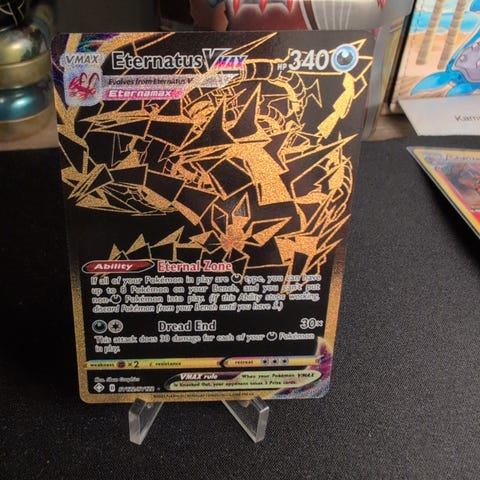 VMAX
Eternatus VMAX HP 340
Evolves from Eternatus V
Eternamax
Ability Eternal Zone
If all of your Pokémon in play are type, you can have
up to 8 Pokémon on your Bench, and you can't put
non- Pokémon into play. (If this Ability stops working,
discard Pokémon from your Bench until you have 5.)
Dread End 30×
This attack does 30 damage for each of your Pokémon
in play.
weakness ×2 resistance retreat
VMAX rule When your Pokémon VMAX
is Knocked Out, your opponent takes 3 Prize cards.
Kam